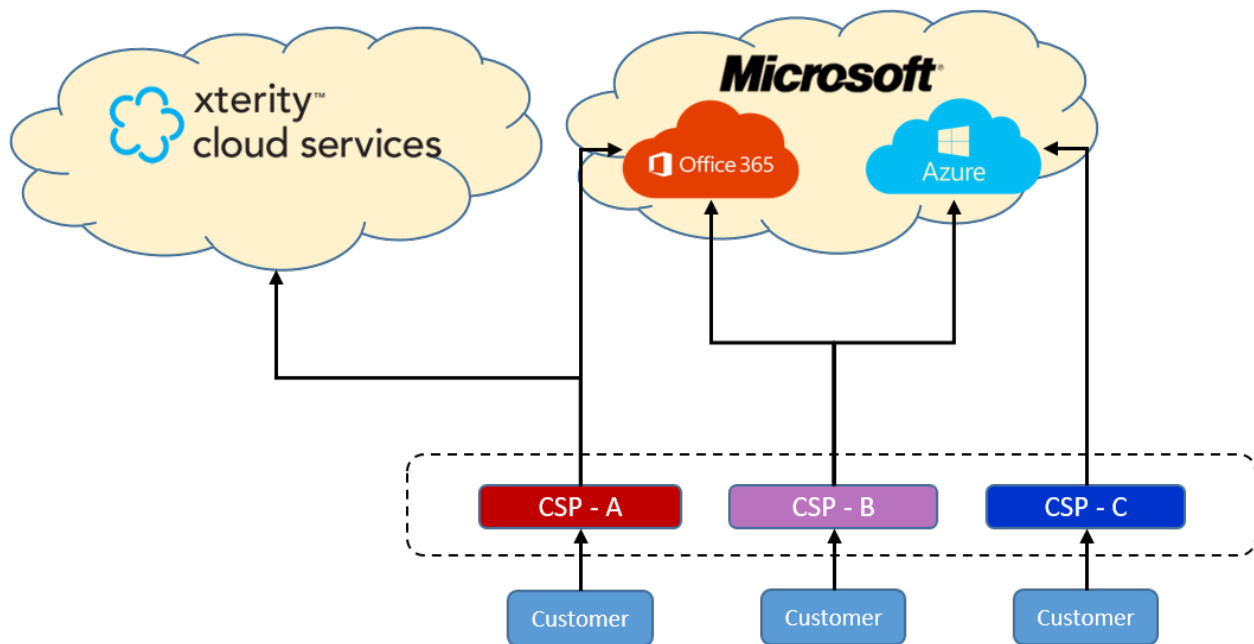 xterity™
cloud services
Microsoft®
Office 365
Azure
CSP - A
CSP - B
CSP - C
Customer
Customer
Customer